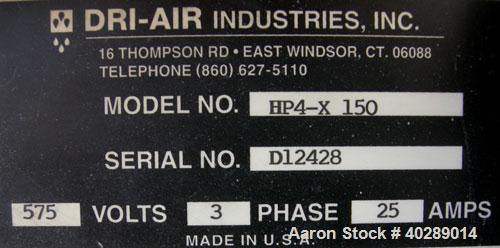 DRI-AIR INDUSTRIES, INC.
16 THOMPSON RD • EAST WINDSOR, CT. 06088
TELEPHONE (860) 627-5110
MODEL NO. HP4-X 150
SERIAL NO. D12428
575 VOLTS 3 PHASE 25 AMPS
Aaron Stock # 40289014
MADE IN U.S.A.